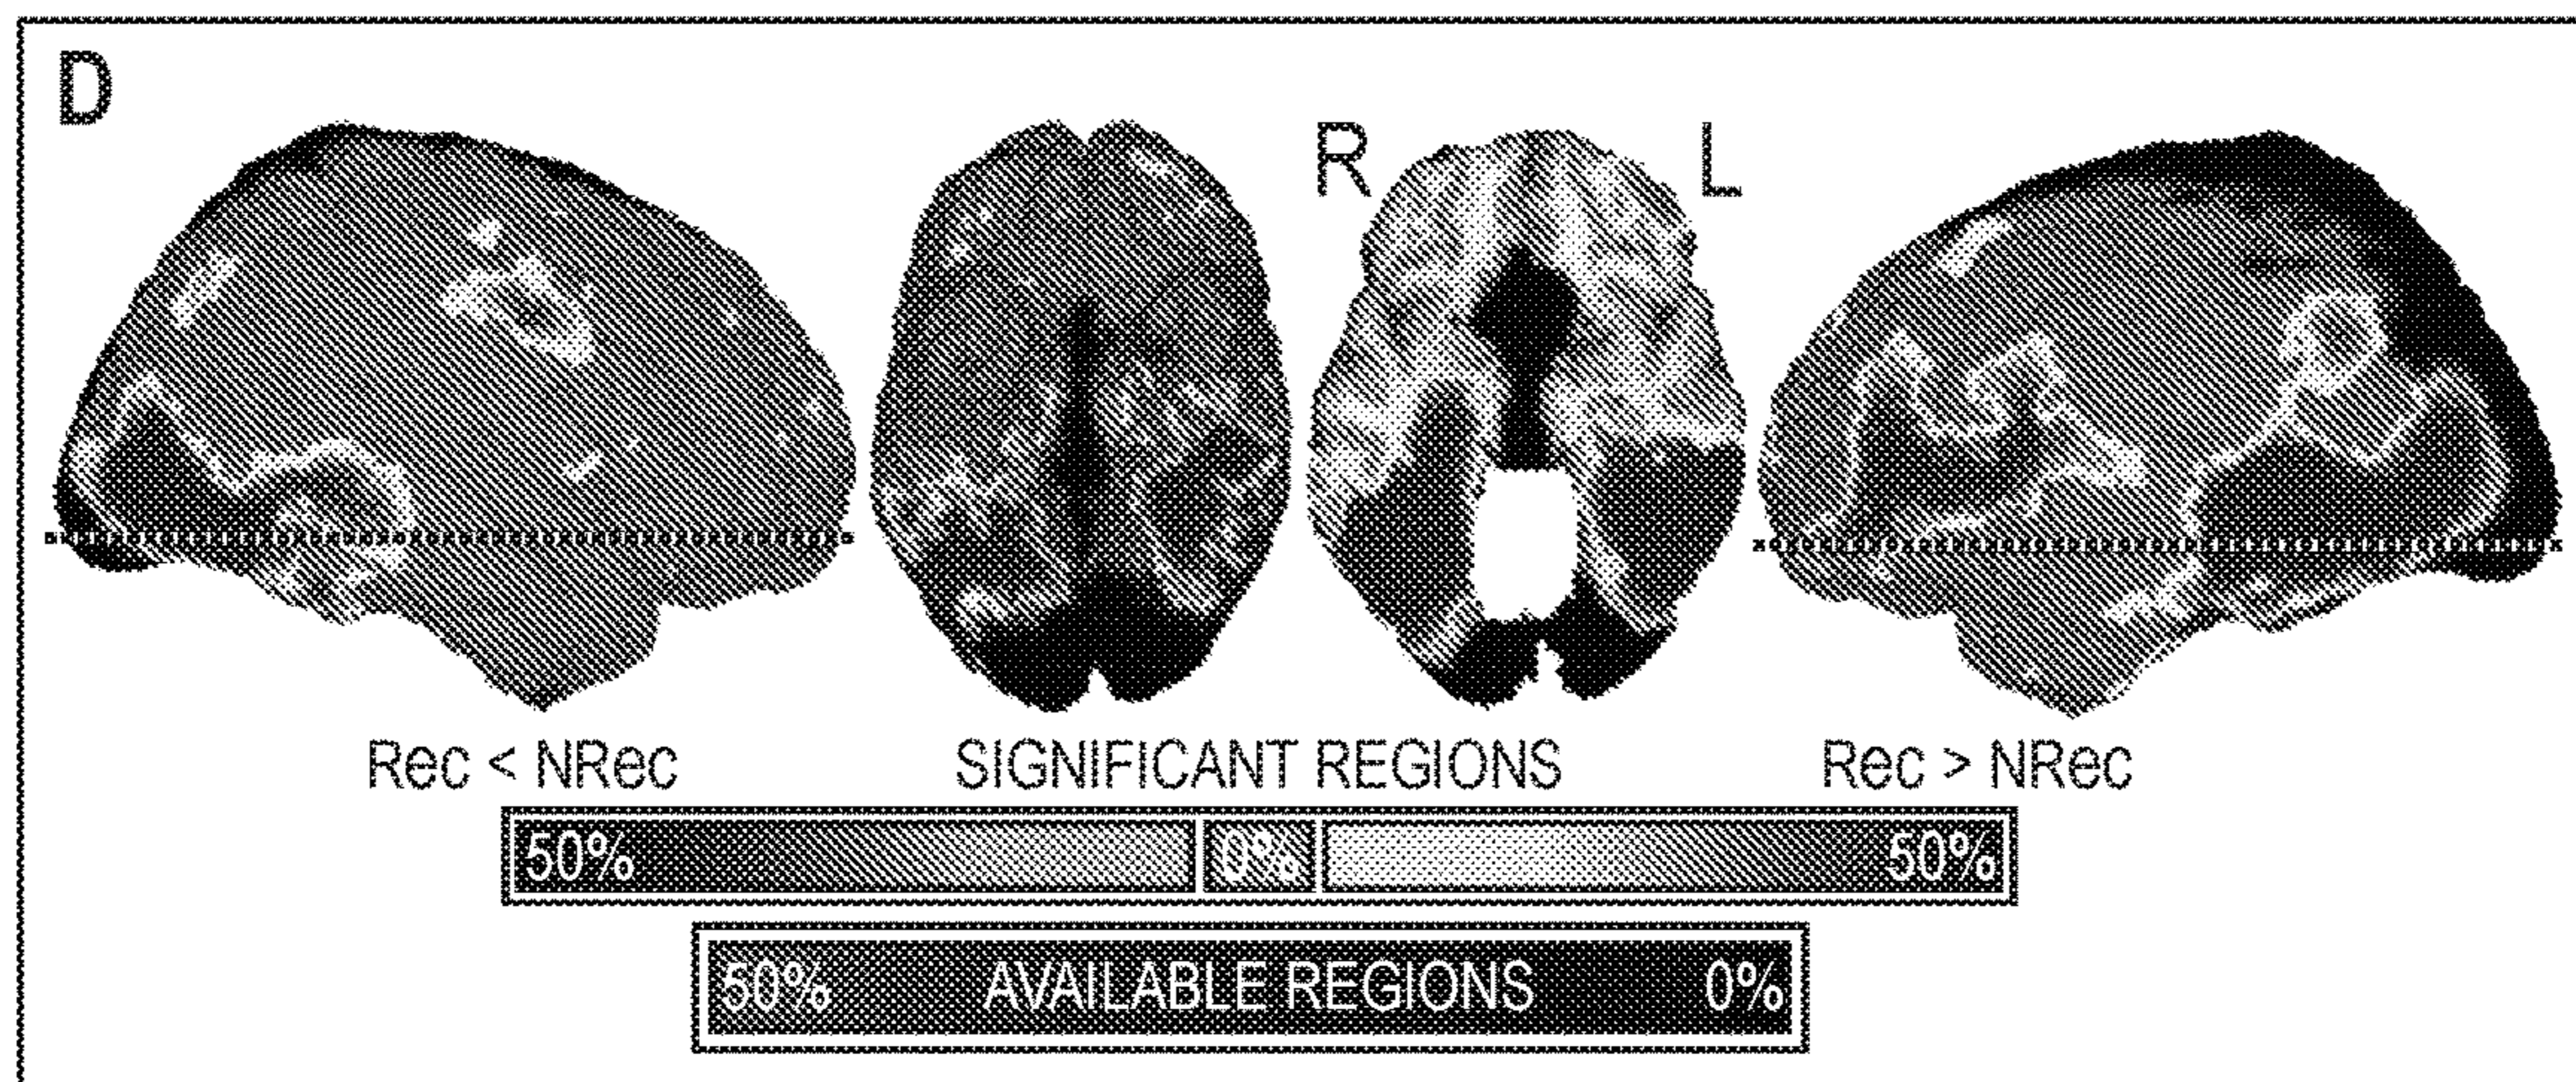 D
R L
Rec < NRec SIGNIFICANT REGIONS Rec > NRec
50% 0% 50%
50% AVAILABLE REGIONS 0%